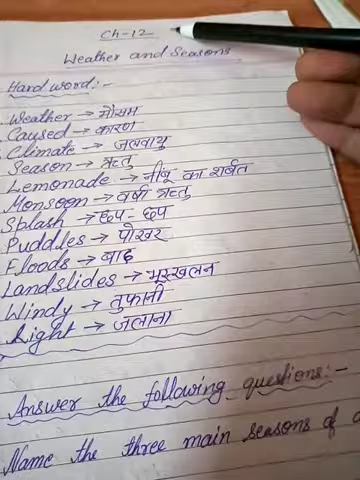 Ch-12
Weather and Seasons
Hard word:-
Weather → मौसम
Caused → कारण
Climate → जलवायु
Season → ऋतु
Lemonade → नींबू का शर्बत
Monsoon → वर्षा ऋतु
Splash → छप - छप
Puddles → पोखर
Floods → बाढ़
Landslides → भूस्खलन
Windy → तुफानी
Light → जलाना
Answer the following questions:-
Name the three main seasons of